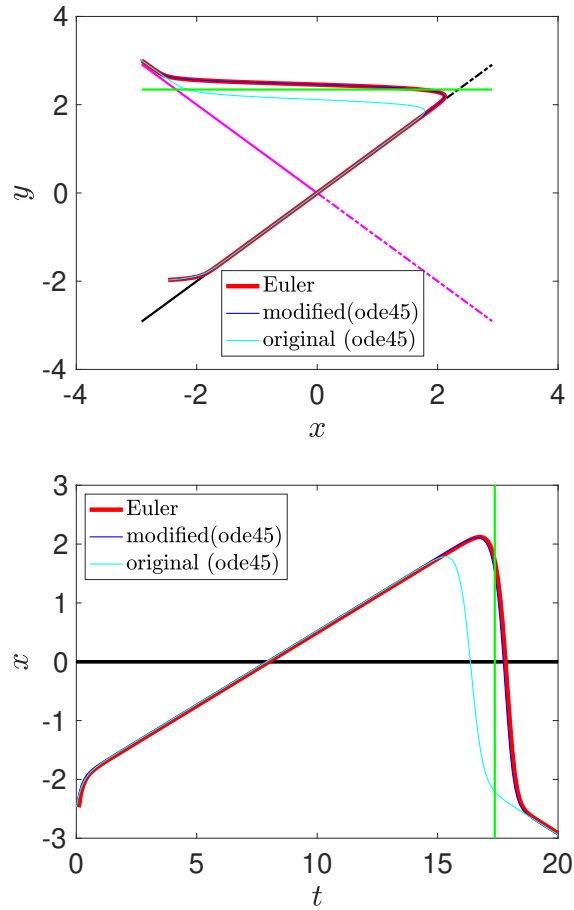 4
2
y
0
-2
-4
-4 -2 0 2 4
x
Euler
modified(ode45)
original (ode45)
3
2
1
x
0
-1
-2
-3
0 5 10 15 20
t
Euler
modified(ode45)
original (ode45)